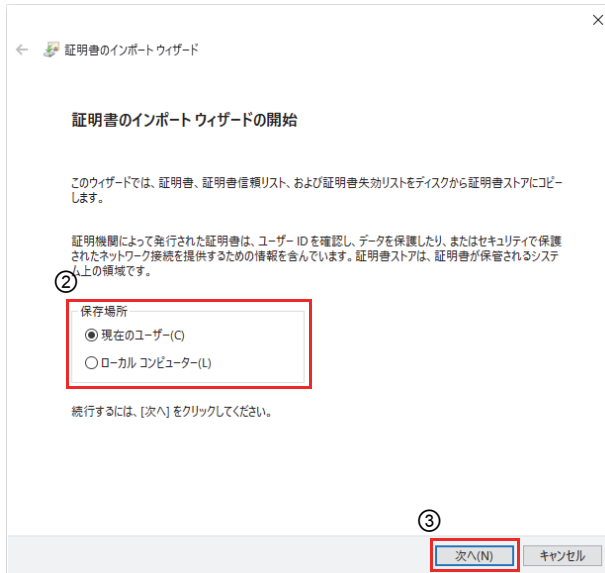 証明書のインポート ウィザード
証明書のインポート ウィザードの開始
このウィザードでは、証明書、証明書信頼リスト、および証明書失効リストをディスクから証明書ストアにコピー
します。
証明機関によって発行された証明書は、ユーザー ID を確認し、データを保護したり、またはセキュリティで保護
されたネットワーク接続を提供するための情報を含んでいます。証明書ストアは、証明書が保管されるシステ
ム上の領域です。
②
保存場所
現在のユーザー(C)
ローカル コンピューター(L)
続行するには、[次へ] をクリックしてください。
③
次へ(N) キャンセル